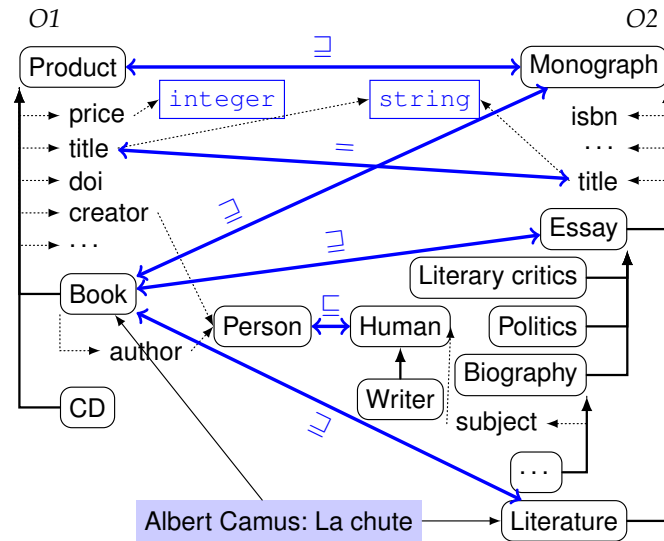 O1 O2
⊒
Product Monograph
price integer string isbn
title = ...
doi title
creator ⊒
... ⊒ Essay
Literary critics
Book ⊑
Person Human Politics
author
Biography
Writer
CD subject
⊒
...
Albert Camus: La chute Literature